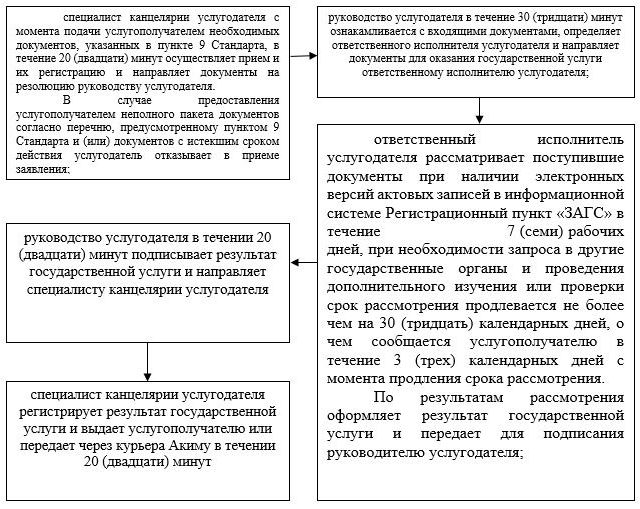 специалист канцелярии услугодателя с
момента подачи услугополучателем необходимых
документов, указанных в пункте 9 Стандарта, в
течение 20 (двадцати) минут осуществляет прием и
их регистрацию и направляет документы на
резолюцию руководству услугодателя.
В случае предоставления
услугополучателем неполного пакета документов
согласно перечню, предусмотренному пунктом 9
Стандарта и (или) документов с истекшим сроком
действия услугодатель отказывает в приеме
заявления;
руководство услугодателя в течение 30 (тридцати) минут
ознакамливается с входящими документами, определяет
ответственного исполнителя услугодателя и направляет
документы для оказания государственной услуги
ответственному исполнителю услугодателя;
ответственный исполнитель
услугодателя рассматривает поступившие
документы при наличии электронных
версий актовых записей в информационной
системе Регистрационный пункт «ЗАГС» в
течение 7 (семи) рабочих
дней, при необходимости запроса в другие
государственные органы и проведения
дополнительного изучения или проверки
срок рассмотрения продлевается не более
чем на 30 (тридцать) календарных дней, о
чем сообщается услугополучателю в
течение 3 (трех) календарных дней с
момента продления срока рассмотрения.
По результатам рассмотрения
оформляет результат государственной
услуги и передает для подписания
руководителю услугодателя;
руководство услугодателя в течении 20
(двадцати) минут подписывает результат
государственной услуги и направляет
специалисту канцелярии услугодателя
специалист канцелярии услугодателя
регистрирует результат государственной
услуги и выдает услугополучателю или
передает через курьера Акиму в течении
20 (двадцати) минут